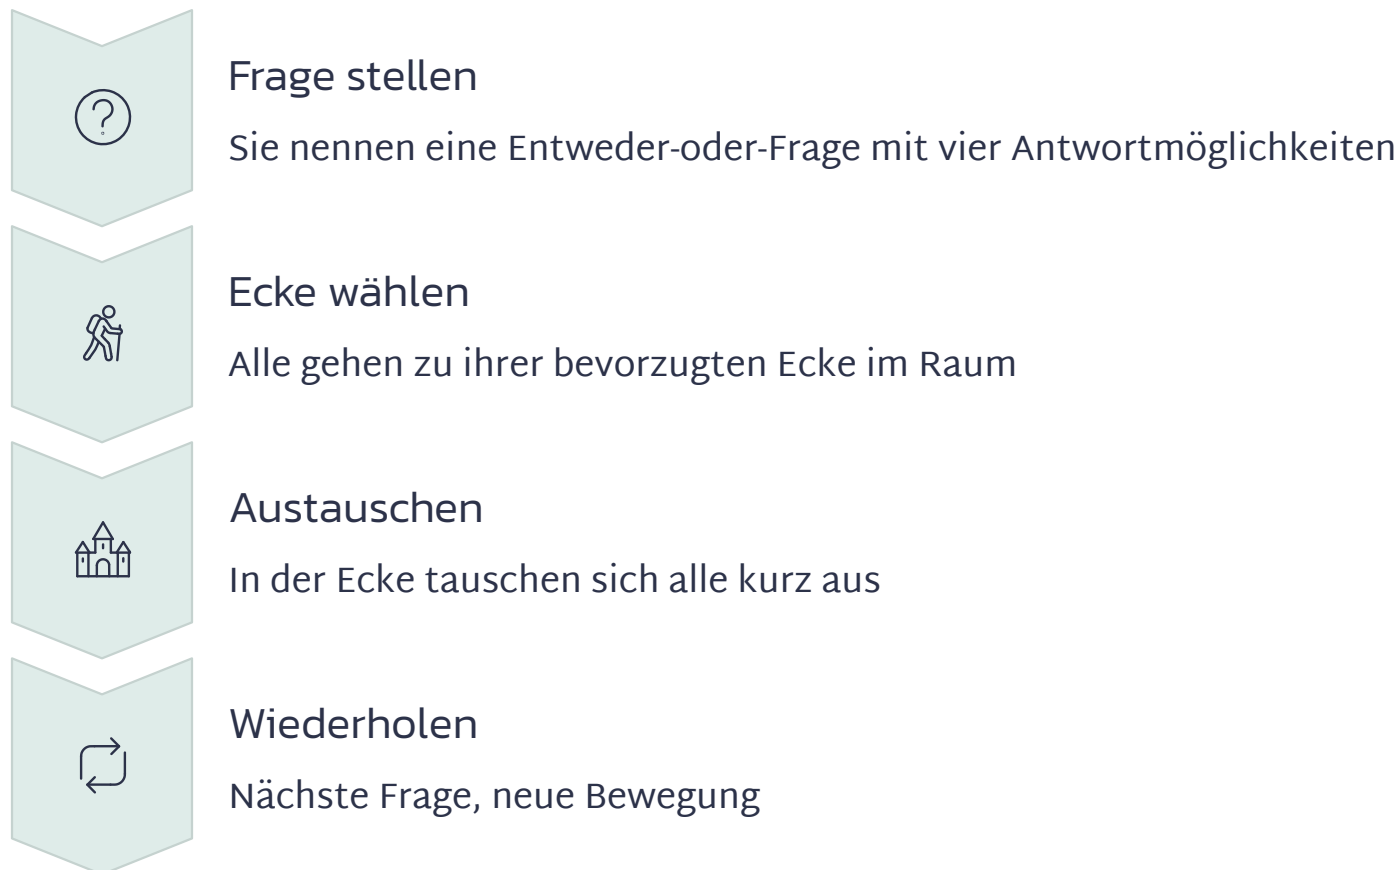 Frage stellen
Sie nennen eine Entweder-oder-Frage mit vier Antwortmöglichkeiten
Ecke wählen
Alle gehen zu ihrer bevorzugten Ecke im Raum
Austauschen
In der Ecke tauschen sich alle kurz aus
Wiederholen
Nächste Frage, neue Bewegung